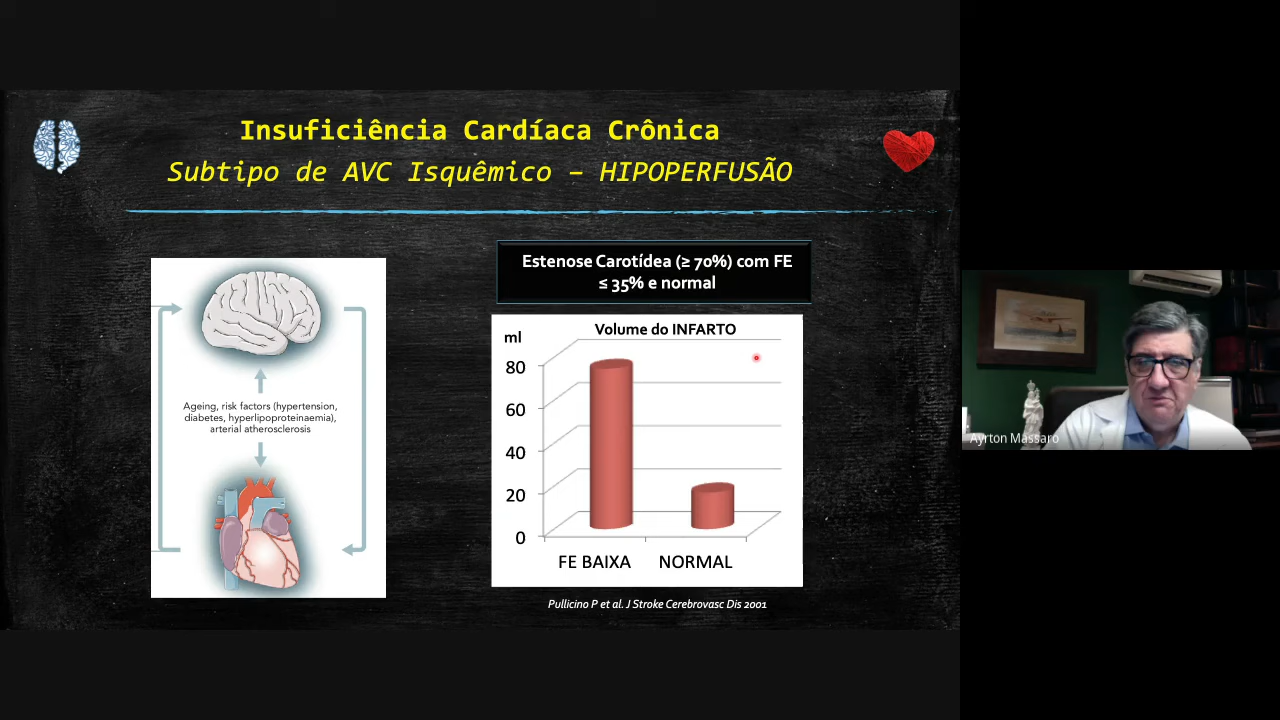 Insuficiência Cardíaca Crônica
Subtipo de AVC Isquêmico – HIPOPERFUSÃO
Ageing, risk factors (hypertension,
diabetes, hyperlipoproteinaemia),
arterial atherosclerosis
Estenose Carotídea (≥ 70%) com FE
≤ 35% e normal
Volume do INFARTO
ml
80
60
40
20
0
FE BAIXA
NORMAL
Pullicino P et al. J Stroke Cerebrovasc Dis 2001
Ayrton Massaro